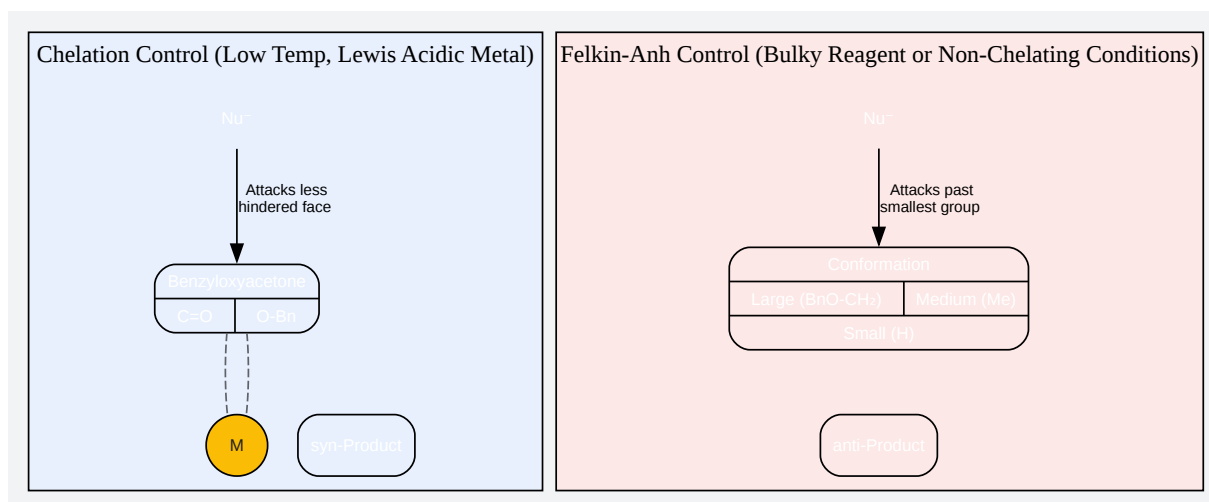 Chelation Control (Low Temp, Lewis Acidic Metal)
Nu⁻
Attacks less
hindered face
Benzyloxyacetone
C=O
O-Bn
M
syn-Product
Felkin-Anh Control (Bulky Reagent or Non-Chelating Conditions)
Nu⁻
Attacks past
smallest group
Conformation
Large (BnO-CH₂)
Medium (Me)
Small (H)
anti-Product